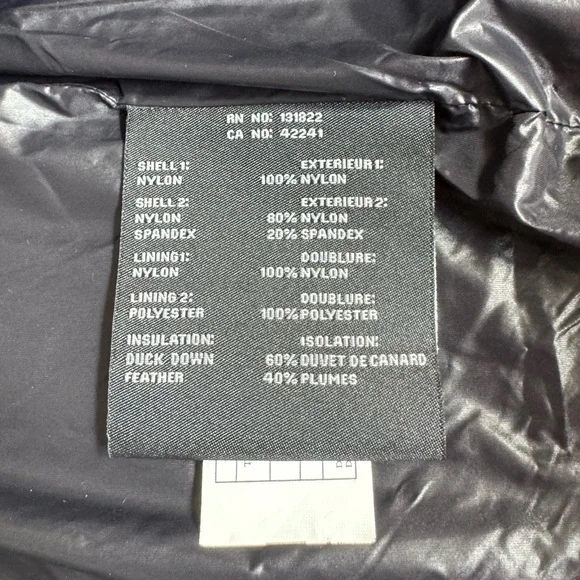 RN NO: 131822
CA NO: 42241
SHELL 1: EXTERIEUR 1:
NYLON 100% NYLON
SHELL 2: EXTERIEUR 2:
NYLON 80% NYLON
SPANDEX 20% SPANDEX
LINING 1: DOUBLURE:
NYLON 100% NYLON
LINING 2: DOUBLURE:
POLYESTER 100% POLYESTER
INSULATION: ISOLATION:
DUCK DOWN 60% DUVET DE CANARD
FEATHER 40% PLUMES